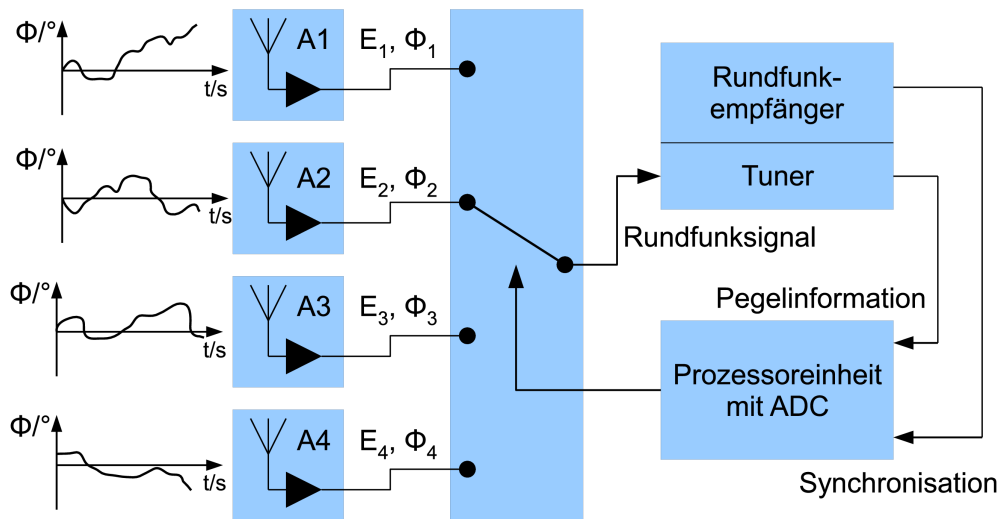 Φ/°
t/s
A1
E₁, Φ₁
Φ/°
t/s
A2
E₂, Φ₂
Φ/°
t/s
A3
E₃, Φ₃
Φ/°
t/s
A4
E₄, Φ₄
Rundfunk-
empfänger
Tuner
Rundfunksignal
Pegelinformation
Prozessoreinheit
mit ADC
Synchronisation